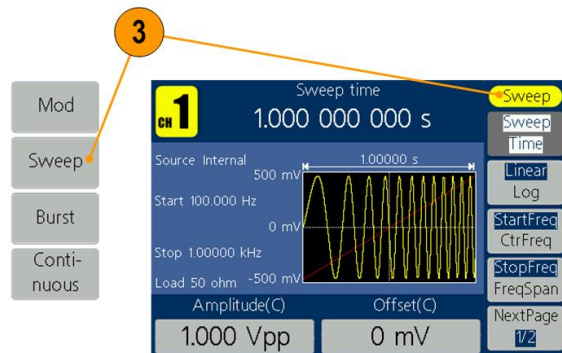 3
Mod
Sweep
Burst
Conti-
nuous
CH 1
Sweep time
1.000 000 000 s
Source Internal
Start 100.000 Hz
Stop 1.00000 kHz
Load 50 ohm
1.00000 s
500 mV
0 mV
-500 mV
Amplitude(C)
1.000 Vpp
Offset(C)
0 mV
Sweep
Sweep
Time
Linear
Log
StartFreq
CtrFreq
StopFreq
FreqSpan
NextPage
1/2